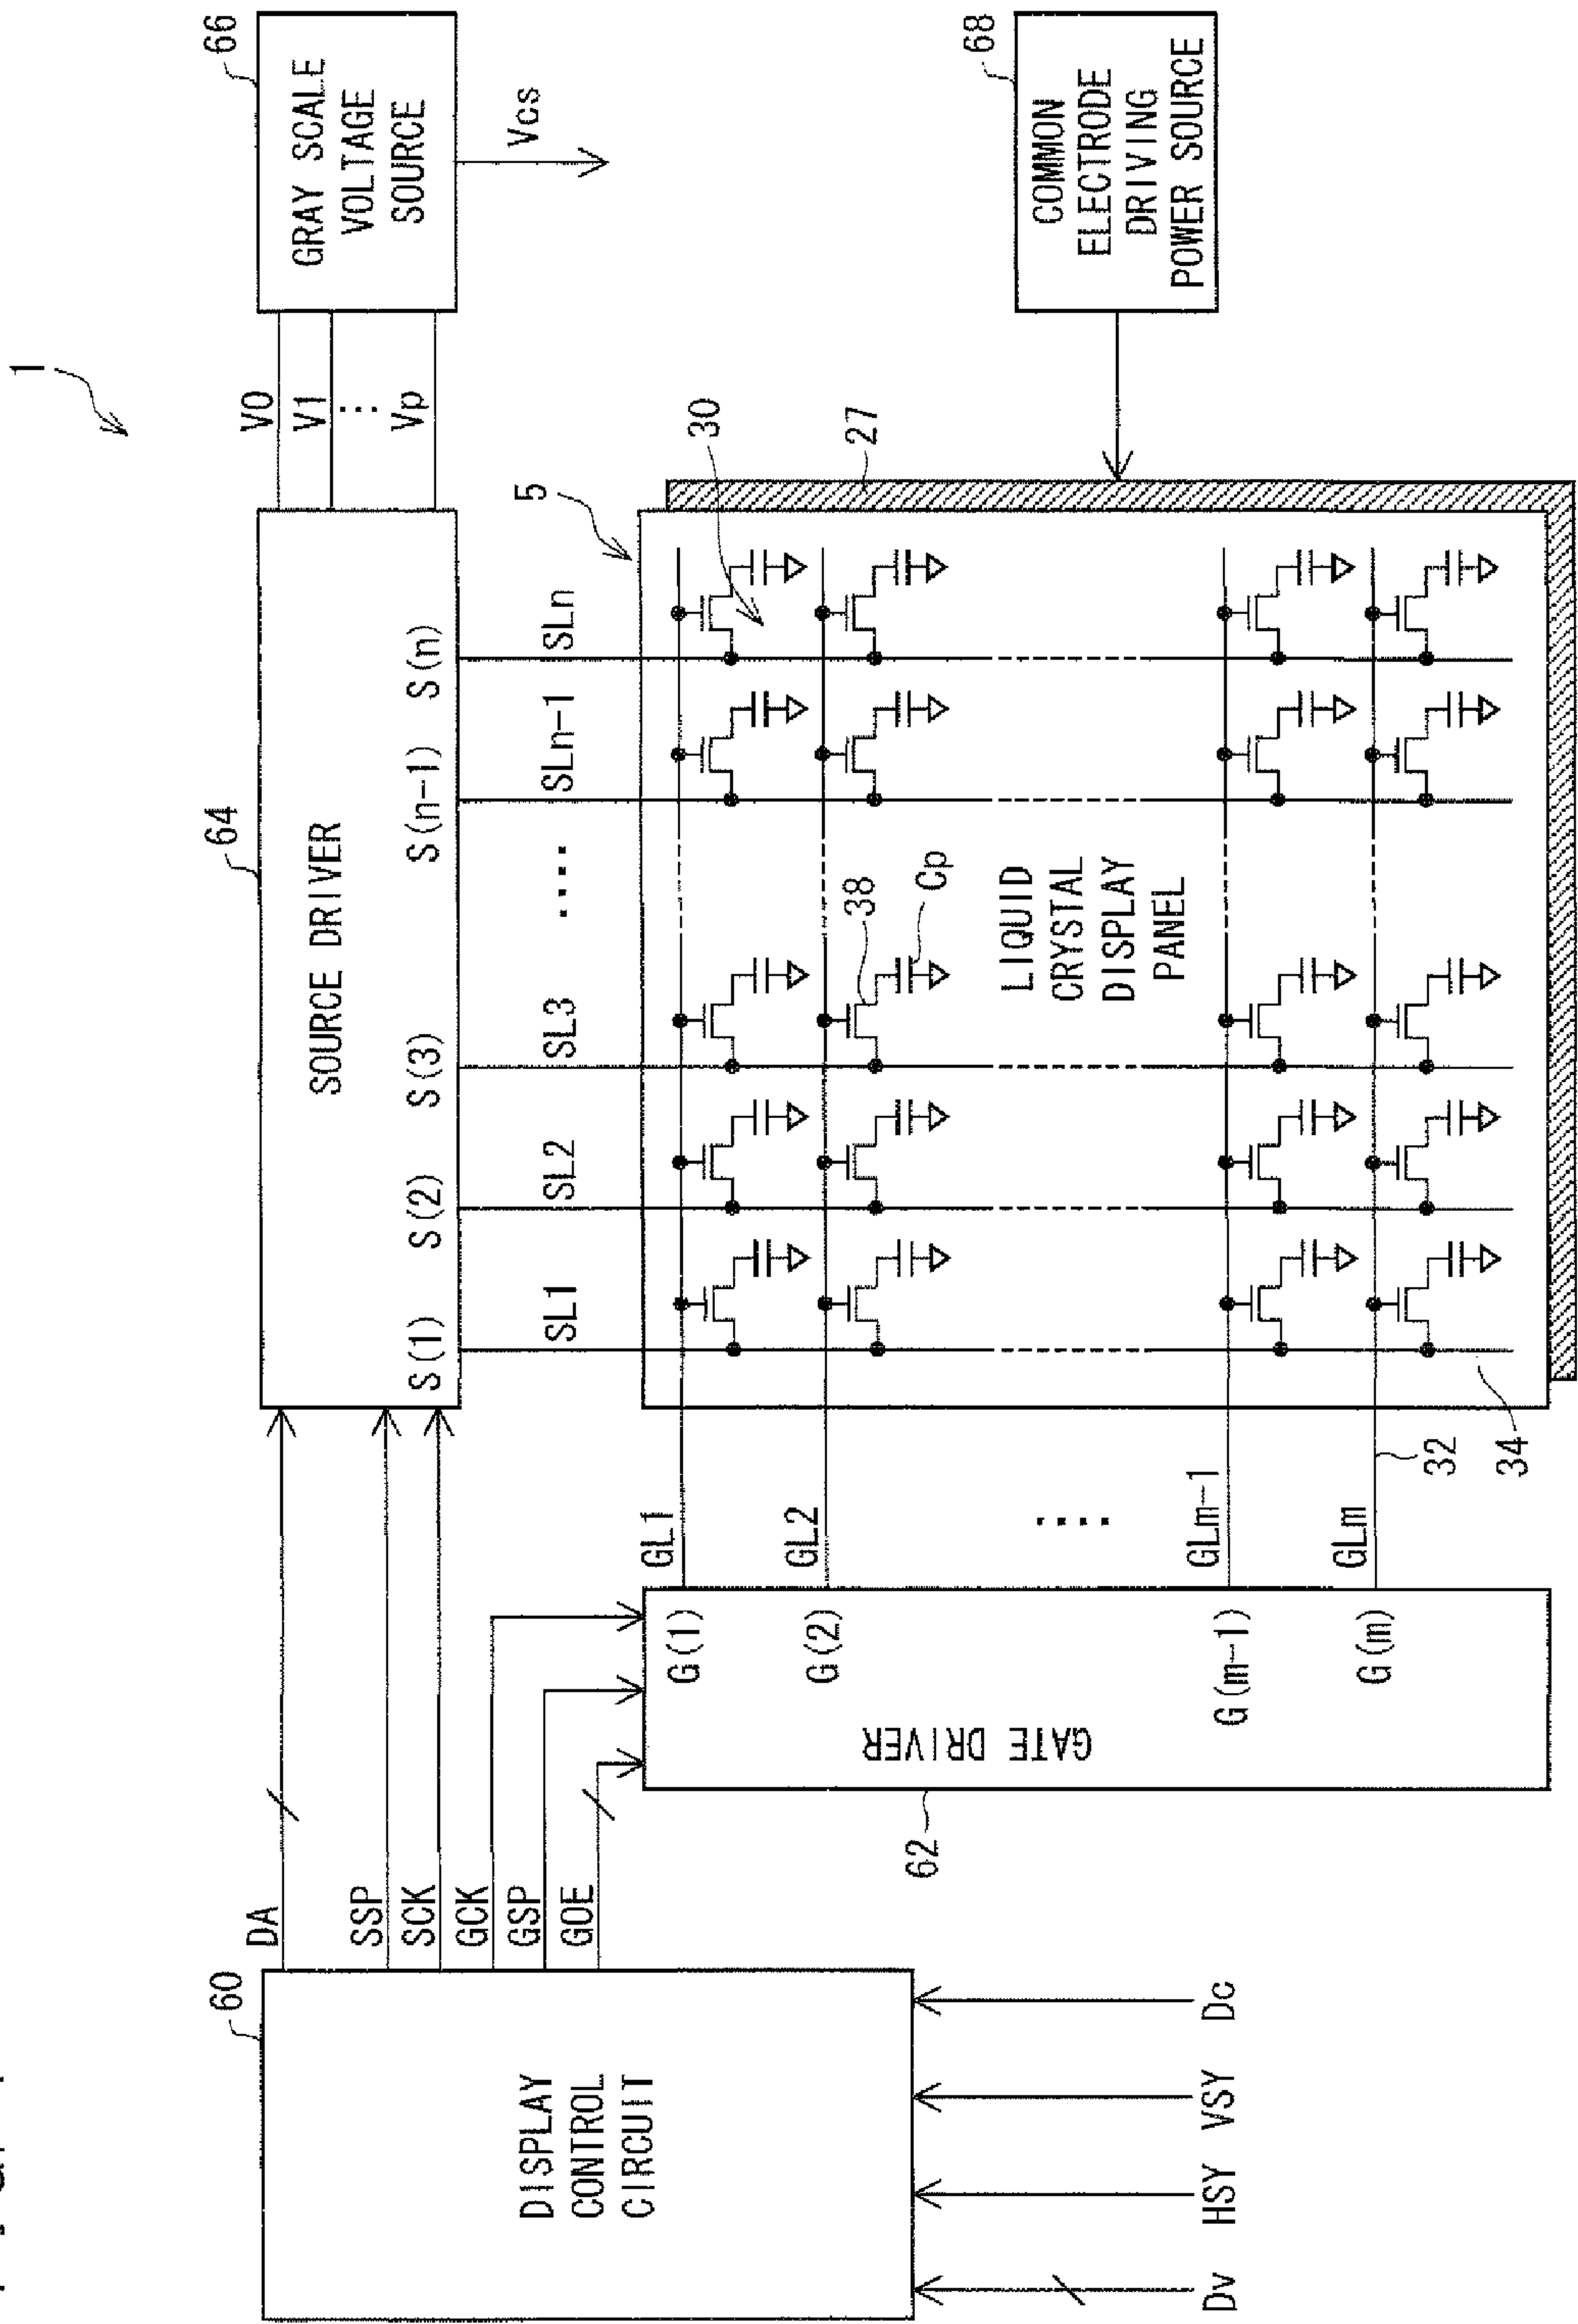 1
60
DISPLAY
CONTROL
CIRCUIT
Dv
HSY
VSY
Dc
DA
SSP
SCK
GCK
GSP
GOE
64
SOURCE DRIVER
S(1)
S(2)
S(3)
S(n-1)
S(n)
V0
V1
⋮
Vp
66
GRAY SCALE
VOLTAGE
SOURCE
Vcs
SL1
SL2
SL3
....
SLn-1
SLn
5
62
GATE DRIVER
G(1)
G(2)
G(m-1)
G(m)
GL1
GL2
....
GLm-1
GLm
30
38
Cp
LIQUID
CRYSTAL
DISPLAY
PANEL
27
32
34
68
COMMON
ELECTRODE
DRIVING
POWER SOURCE